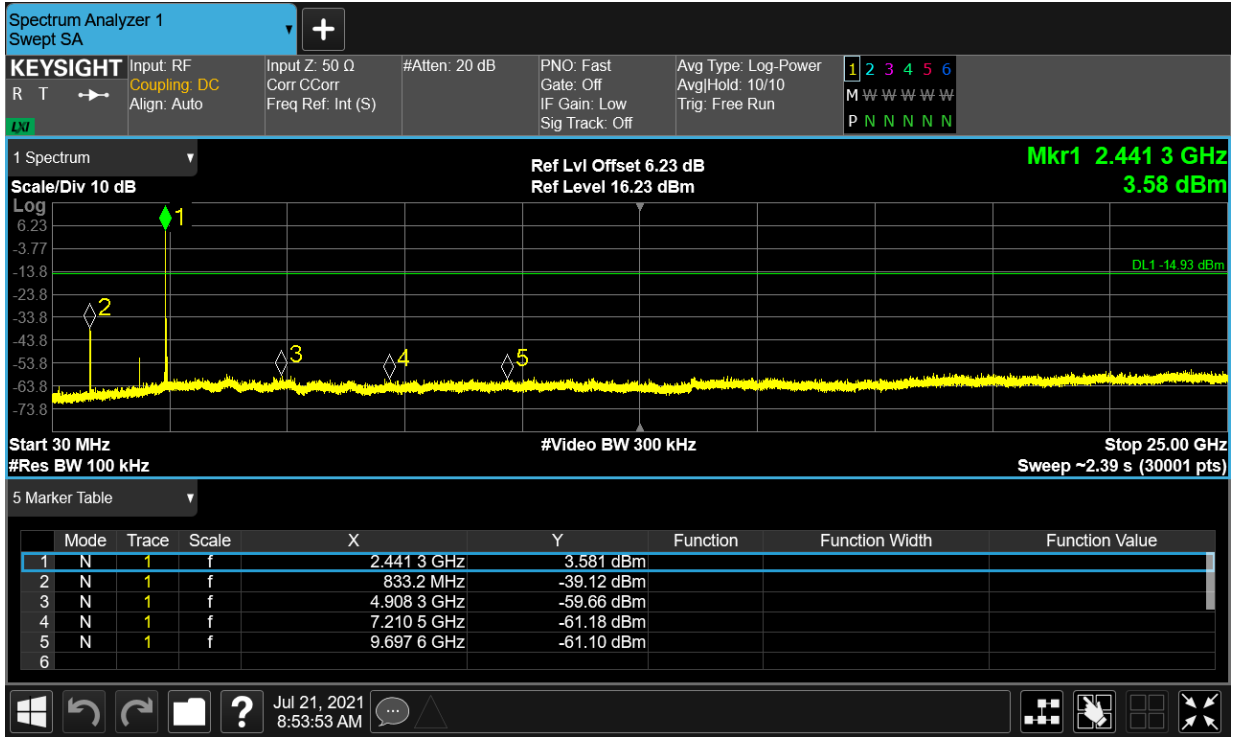 Spectrum Analyzer 1
Swept SA
+
KEYSIGHT Input: RF Input Z: 50 Ω #Atten: 20 dB PNO: Fast Avg Type: Log-Power 1 2 3 4 5 6
R T Coupling: DC Corr CCorr Gate: Off Avg|Hold: 10/10 M W W W W W
Align: Auto Freq Ref: Int (S) IF Gain: Low Trig: Free Run P N N N N N
LXI Sig Track: Off
1 Spectrum Ref Lvl Offset 6.23 dB Mkr1 2.441 3 GHz
Scale/Div 10 dB Ref Level 16.23 dBm 3.58 dBm
Log
1
6.23
-3.77
-13.8 DL1 -14.93 dBm
-23.8
2
-33.8
-43.8
3 4 5
-53.8
-63.8
-73.8
Start 30 MHz #Video BW 300 kHz Stop 25.00 GHz
#Res BW 100 kHz Sweep ~2.39 s (30001 pts)
5 Marker Table
Mode Trace Scale X Y Function Function Width Function Value
1 N 1 f 2.441 3 GHz 3.581 dBm
2 N 1 f 833.2 MHz -39.12 dBm
3 N 1 f 4.908 3 GHz -59.66 dBm
4 N 1 f 7.210 5 GHz -61.18 dBm
5 N 1 f 9.697 6 GHz -61.10 dBm
6
? Jul 21, 2021
8:53:53 AM